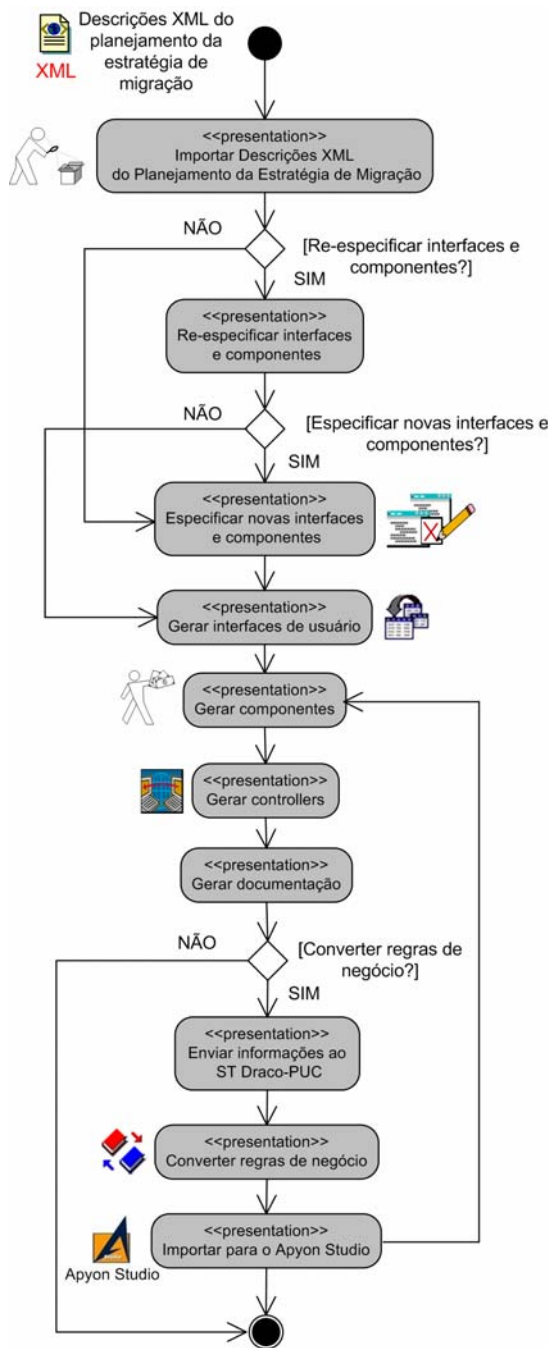 Descrições XML do
planejamento da
estratégia de
migração
XML
<<presentation>>
Importar Descrições XML
do Planejamento da Estratégia de Migração
NÃO
[Re-especificar interfaces e
componentes?]
SIM
<<presentation>>
Re-especificar interfaces
e componentes
NÃO
[Especificar novas interfaces e
componentes?]
SIM
<<presentation>>
Especificar novas interfaces
e componentes
<<presentation>>
Gerar interfaces de usuário
<<presentation>>
Gerar componentes
<<presentation>>
Gerar controllers
<<presentation>>
Gerar documentação
NÃO
[Converter regras de
negócio?]
SIM
<<presentation>>
Enviar informações ao
ST Draco-PUC
<<presentation>>
Converter regras de negócio
<<presentation>>
Importar para o Apyon Studio
Apyon Studio